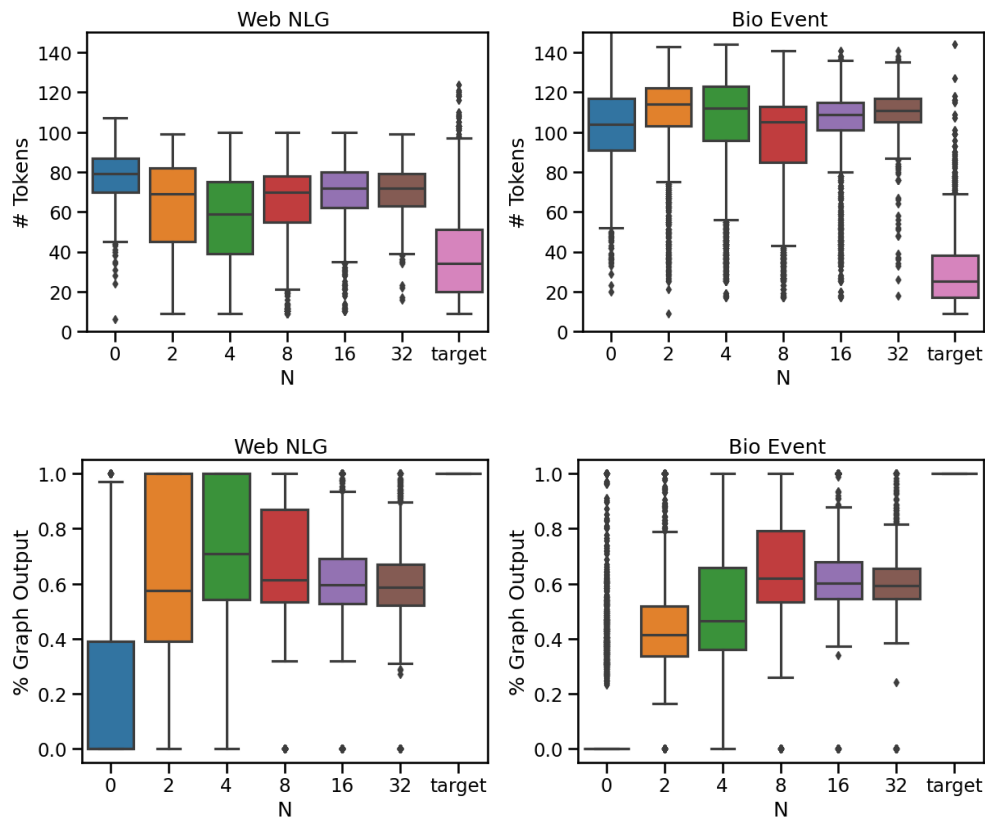 Web NLG
# Tokens
140
120
100
80
60
40
20
0
0 2 4 8 16 32 target
N
Bio Event
# Tokens
140
120
100
80
60
40
20
0
0 2 4 8 16 32 target
N
Web NLG
% Graph Output
1.0
0.8
0.6
0.4
0.2
0.0
0 2 4 8 16 32 target
N
Bio Event
% Graph Output
1.0
0.8
0.6
0.4
0.2
0.0
0 2 4 8 16 32 target
N